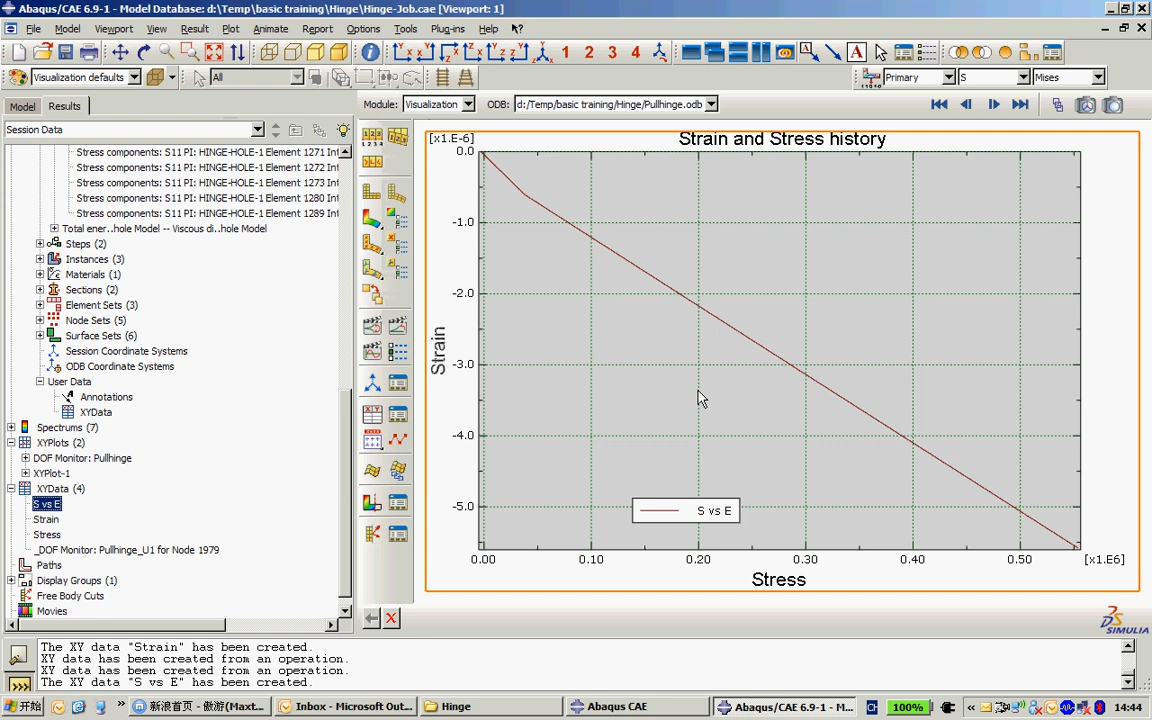 Abaqus/CAE 6.9-1 - Model Database: d:\Temp\basic training\Hinge\Hinge-Job.cae [Viewport: 1]
File Model Viewport View Result Plot Animate Report Options Tools Plug-ins Help
1 2 3 4
Visualization defaults All Primary S Mises
Model Results Module: Visualization ODB: d:/Temp/basic training/Hinge/Pullhinge.odb
Session Data
Stress components: S11 PI: HINGE-HOLE-1 Element 1271 Int
Stress components: S11 PI: HINGE-HOLE-1 Element 1272 Int
Stress components: S11 PI: HINGE-HOLE-1 Element 1273 Int
Stress components: S11 PI: HINGE-HOLE-1 Element 1280 Int
Stress components: S11 PI: HINGE-HOLE-1 Element 1289 Int
Total ener..hole Model -- Viscous di..hole Model
Steps (2)
Instances (3)
Materials (1)
Sections (2)
Element Sets (3)
Node Sets (5)
Surface Sets (6)
Session Coordinate Systems
ODB Coordinate Systems
User Data
Annotations
XYData
Spectrums (7)
XYPlots (2)
DOF Monitor: Pullhinge
XYPlot-1
XYData (4)
S vs E
Strain
Stress
_DOF Monitor: Pullhinge_U1 for Node 1979
Paths
Display Groups (1)
Free Body Cuts
Movies
[x1.E-6] Strain and Stress history
0.0
-1.0
-2.0
-3.0
-4.0
-5.0
Strain
S vs E
0.00 0.10 0.20 0.30 0.40 0.50 [x1.E6]
Stress
SIMULIA
The XY data "Strain" has been created.
XY data has been created from an operation.
XY data has been created from an operation.
The XY data "S vs E" has been created.
开始 新浪首页 - 傲游(Maxt... Inbox - Microsoft Out... Hinge Abaqus CAE Abaqus/CAE 6.9-1 - M... CH 100% 14:44